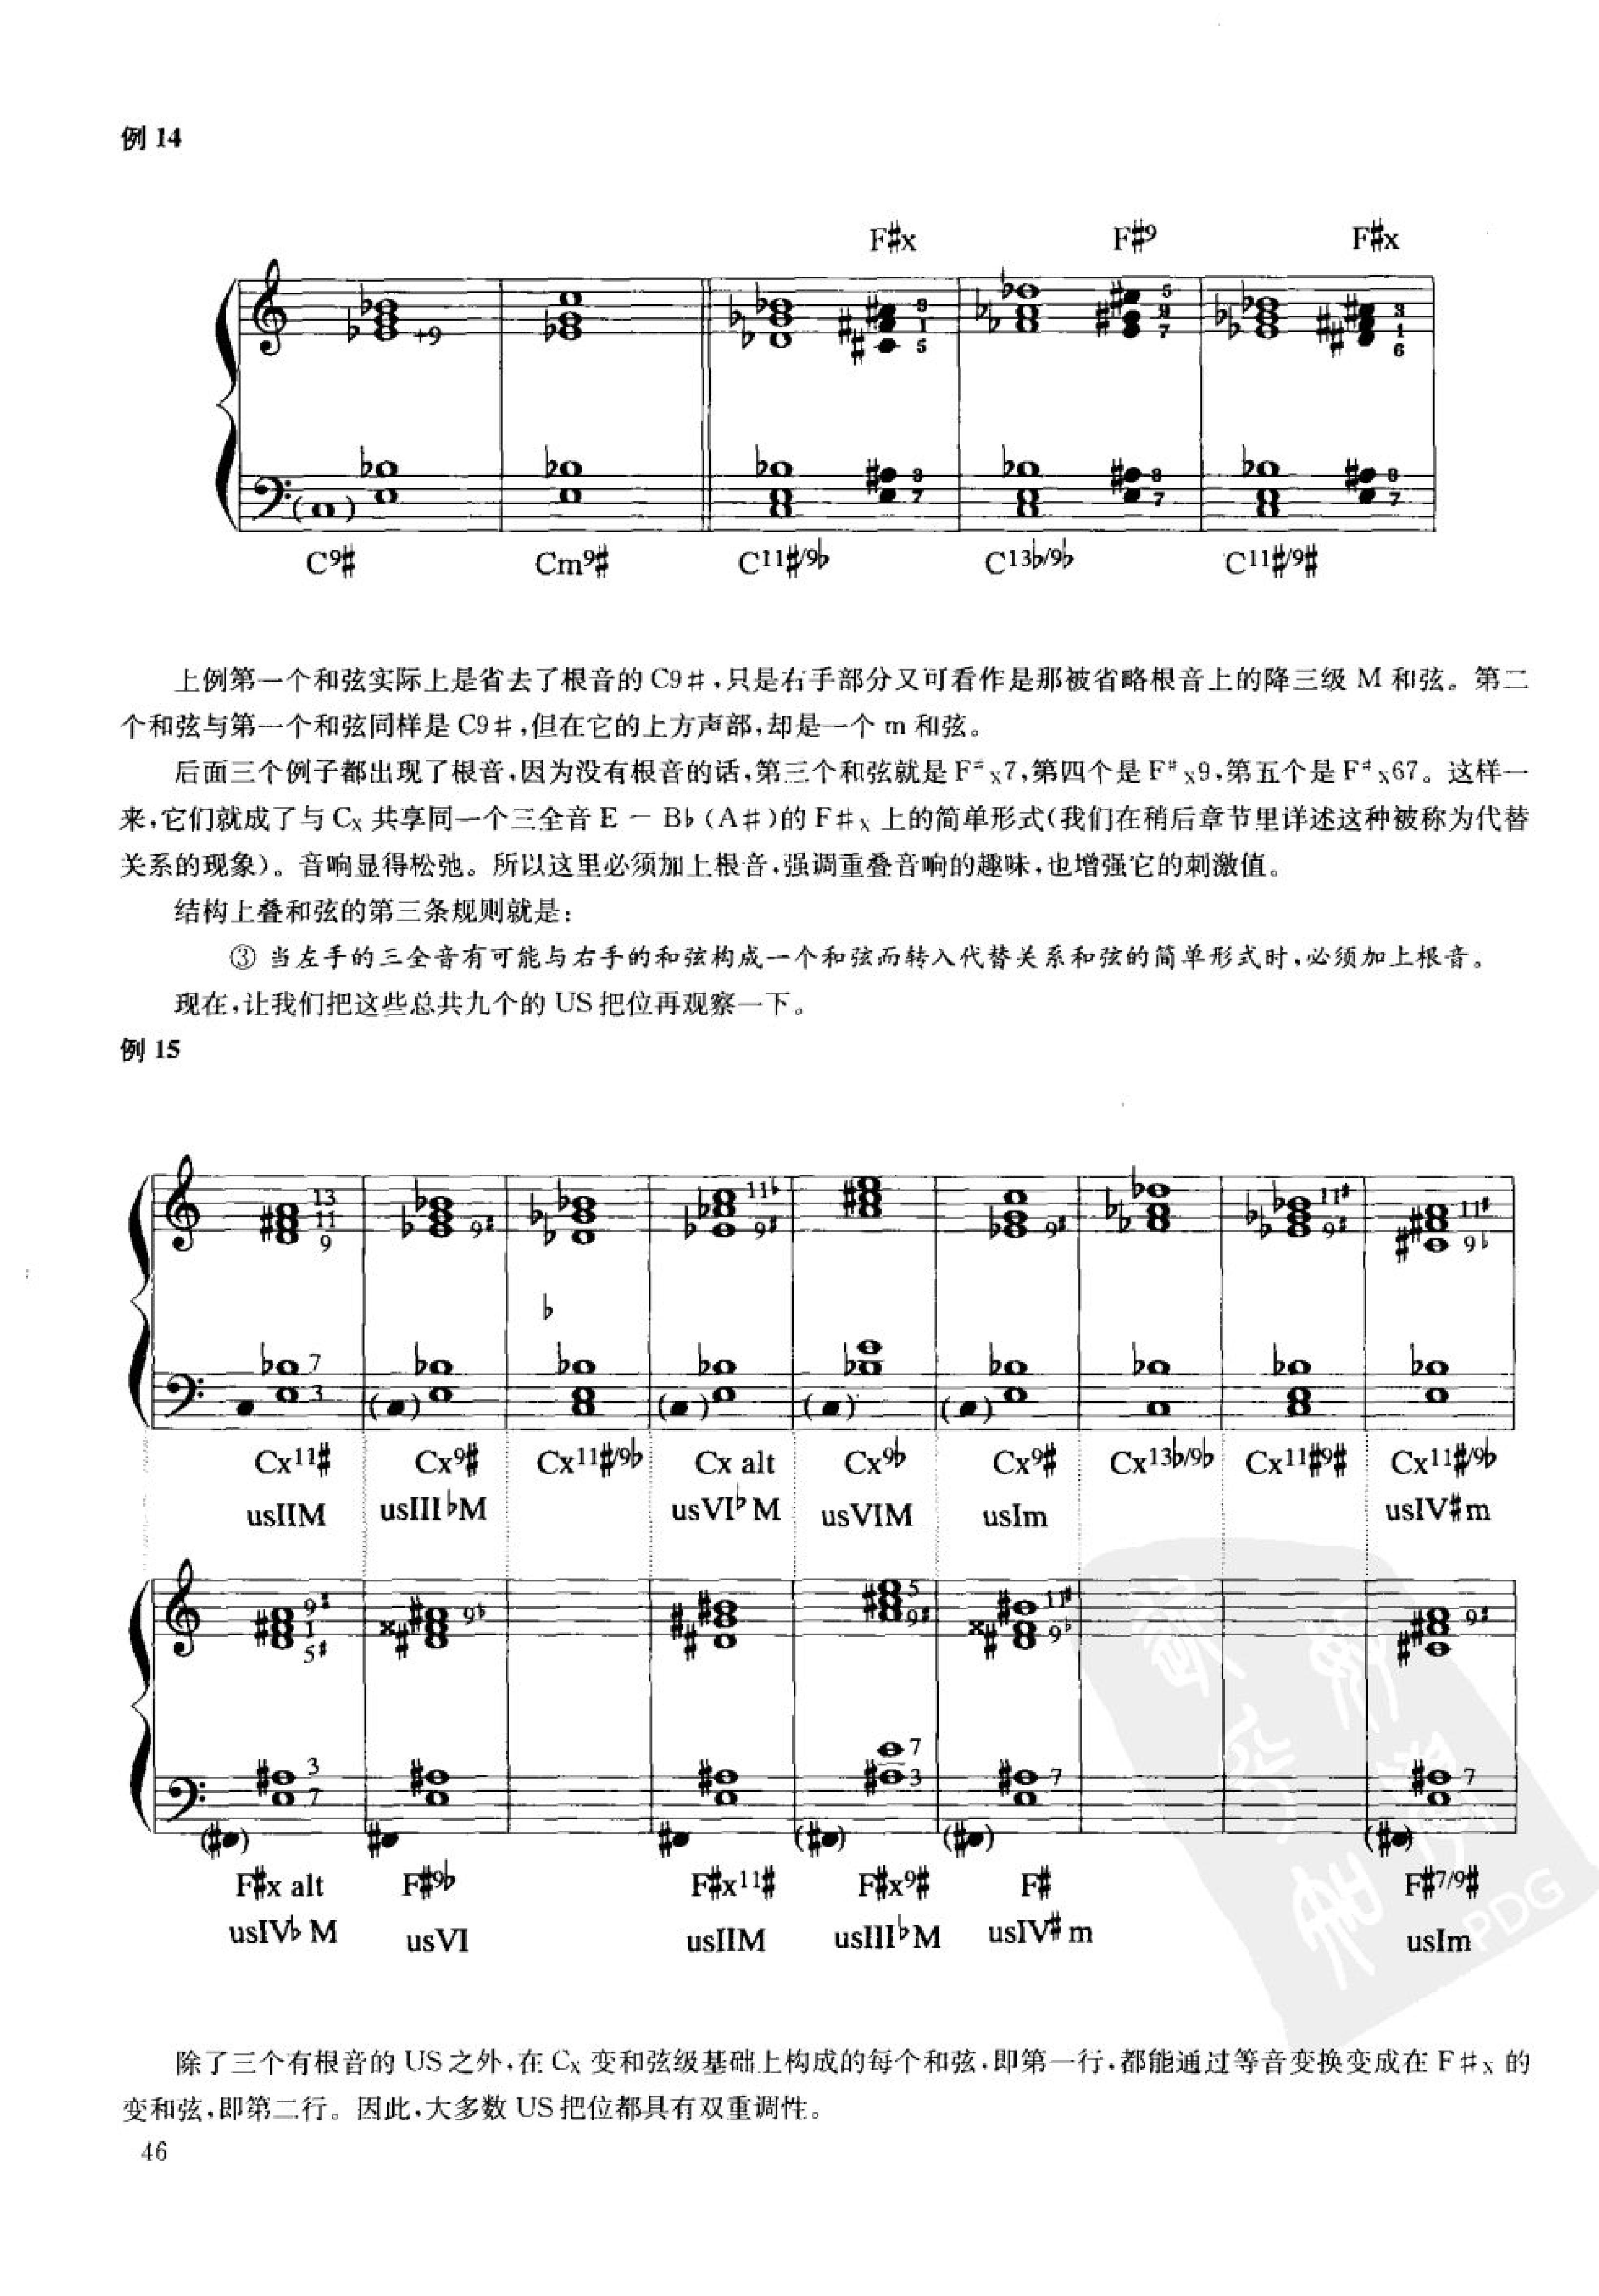 例 14
F#x F#9 F#x
+9 3 1 5 5 9 7 3 1 6
3 7 3 7 3 7
C9# Cm9# C11#/9b C13b/9b C11#/9#
上例第一个和弦实际上是省去了根音的 C9#,只是右手部分又可看作是那被省略根音上的降三级 M 和弦。第二
个和弦与第一个和弦同样是 C9#,但在它的上方声部,却是一个 m 和弦。
后面三个例子都出现了根音,因为没有根音的话,第三个和弦就是 F#x7,第四个是 F#x9,第五个是 F#x67。这样一
来,它们就成了与 Cx 共享同一个三全音 E — Bb(A#)的 F#x 上的简单形式(我们在稍后章节里详述这种被称为代替
关系的现象)。音响显得松弛。所以这里必须加上根音,强调重叠音响的趣味,也增强它的刺激值。
结构上叠和弦的第三条规则就是:
③ 当左手的三全音有可能与右手的和弦构成一个和弦而转入代替关系和弦的简单形式时,必须加上根音。
现在,让我们把这些总共九个的 US 把位再观察一下。
例 15
13 11 9 9# 11b 9# 9# 11# 9# 11# 9b
7 3
Cx11# Cx9# Cx11#/9b Cx alt Cx9b Cx9# Cx13b/9b Cx11#9# Cx11#/9b
usIIM usIIIbM usVIbM usVIM usIm usIV#m
9# 1 5# 9b 5 9# 11# 9b 9#
3 7 7 3 7 7
F#x alt F#9b F#x11# F#x9# F# F#7/9#
usIVb M usVI usIIM usIIIbM usIV#m usIm
除了三个有根音的 US 之外,在 Cx 变和弦级基础上构成的每个和弦,即第一行,都能通过等音变换变成在 F#x 的
变和弦,即第二行。因此,大多数 US 把位都具有双重调性。
46
PDG